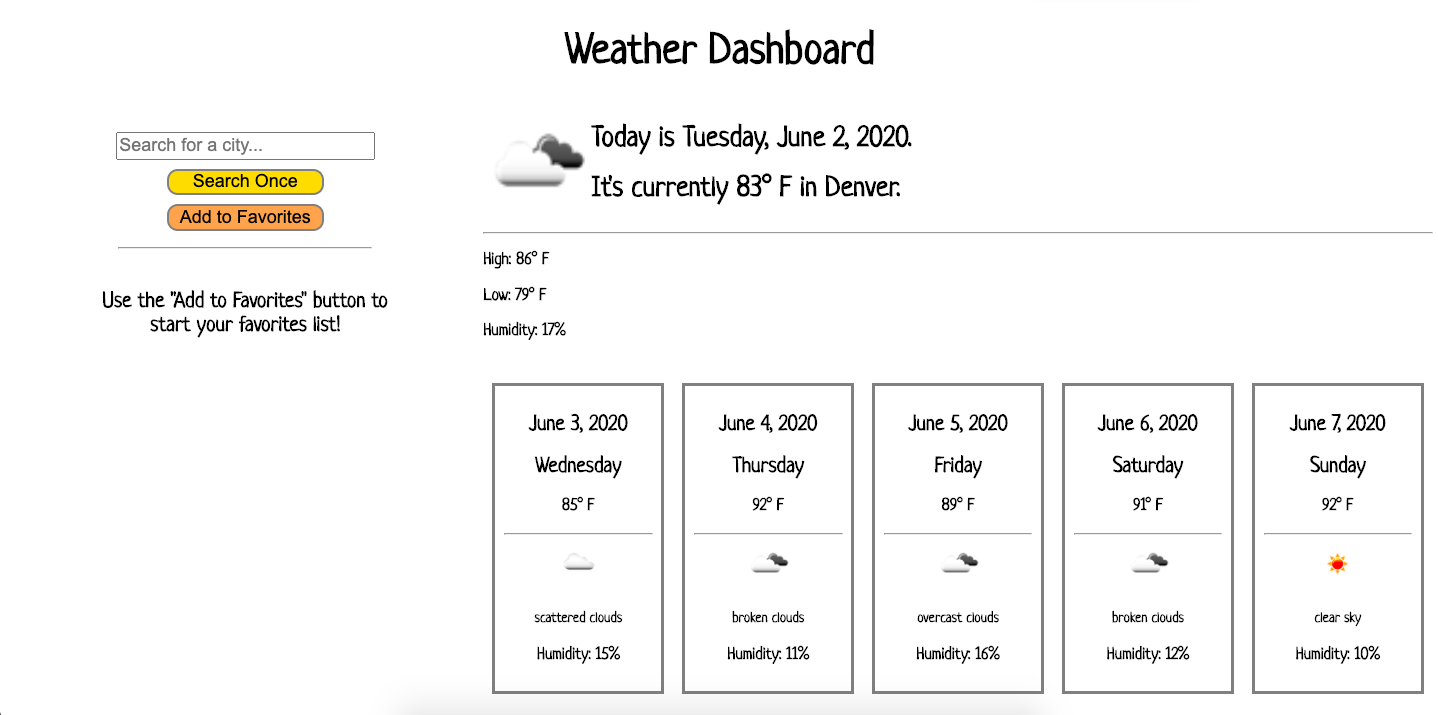 Weather Dashboard
Search for a city...
Search Once
Add to Favorites
Use the "Add to Favorites" button to
start your favorites list!
Today is Tuesday, June 2, 2020.
It's currently 83° F in Denver.
High: 86° F
Low: 79° F
Humidity: 17%
June 3, 2020
Wednesday
85° F
scattered clouds
Humidity: 15%
June 4, 2020
Thursday
92° F
broken clouds
Humidity: 11%
June 5, 2020
Friday
89° F
overcast clouds
Humidity: 16%
June 6, 2020
Saturday
91° F
broken clouds
Humidity: 12%
June 7, 2020
Sunday
92° F
clear sky
Humidity: 10%